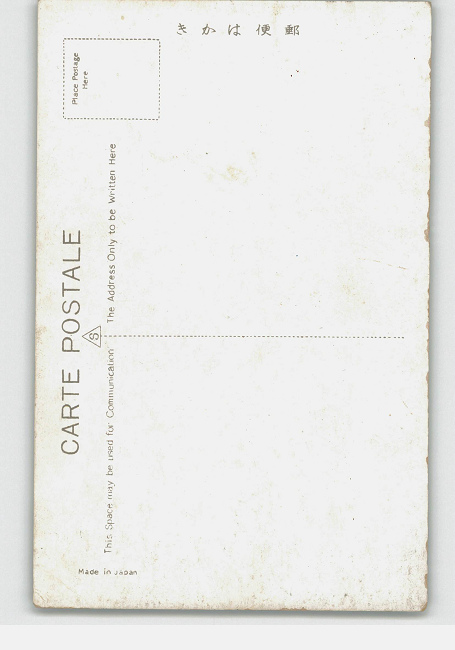 郵便はかき
Place Postage
Here
CARTE POSTALE
S
This Space may be used for Communication
The Address Only to be Written Here
Made in Japan